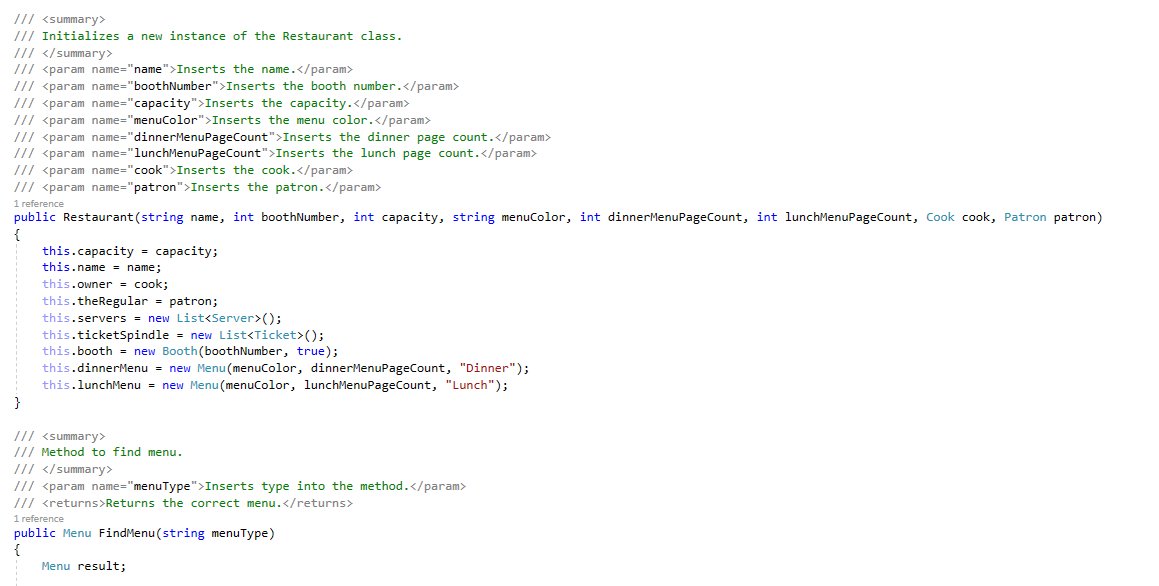 /// <summary>
/// Initializes a new instance of the Restaurant class.
/// </summary>
/// <param name="name">Inserts the name.</param>
/// <param name="boothNumber">Inserts the booth number.</param>
/// <param name="capacity">Inserts the capacity.</param>
/// <param name="menuColor">Inserts the menu color.</param>
/// <param name="dinnerMenuPageCount">Inserts the dinner page count.</param>
/// <param name="lunchMenuPageCount">Inserts the lunch page count.</param>
/// <param name="cook">Inserts the cook.</param>
/// <param name="patron">Inserts the patron.</param>
1 reference
public Restaurant(string name, int boothNumber, int capacity, string menuColor, int dinnerMenuPageCount, int lunchMenuPageCount, Cook cook, Patron patron)
{
    this.capacity = capacity;
    this.name = name;
    this.owner = cook;
    this.theRegular = patron;
    this.servers = new List<Server>();
    this.ticketSpindle = new List<Ticket>();
    this.booth = new Booth(boothNumber, true);
    this.dinnerMenu = new Menu(menuColor, dinnerMenuPageCount, "Dinner");
    this.lunchMenu = new Menu(menuColor, lunchMenuPageCount, "Lunch");
}
/// <summary>
/// Method to find menu.
/// </summary>
/// <param name="menuType">Inserts type into the method.</param>
/// <returns>Returns the correct menu.</returns>
1 reference
public Menu FindMenu(string menuType)
{
    Menu result;